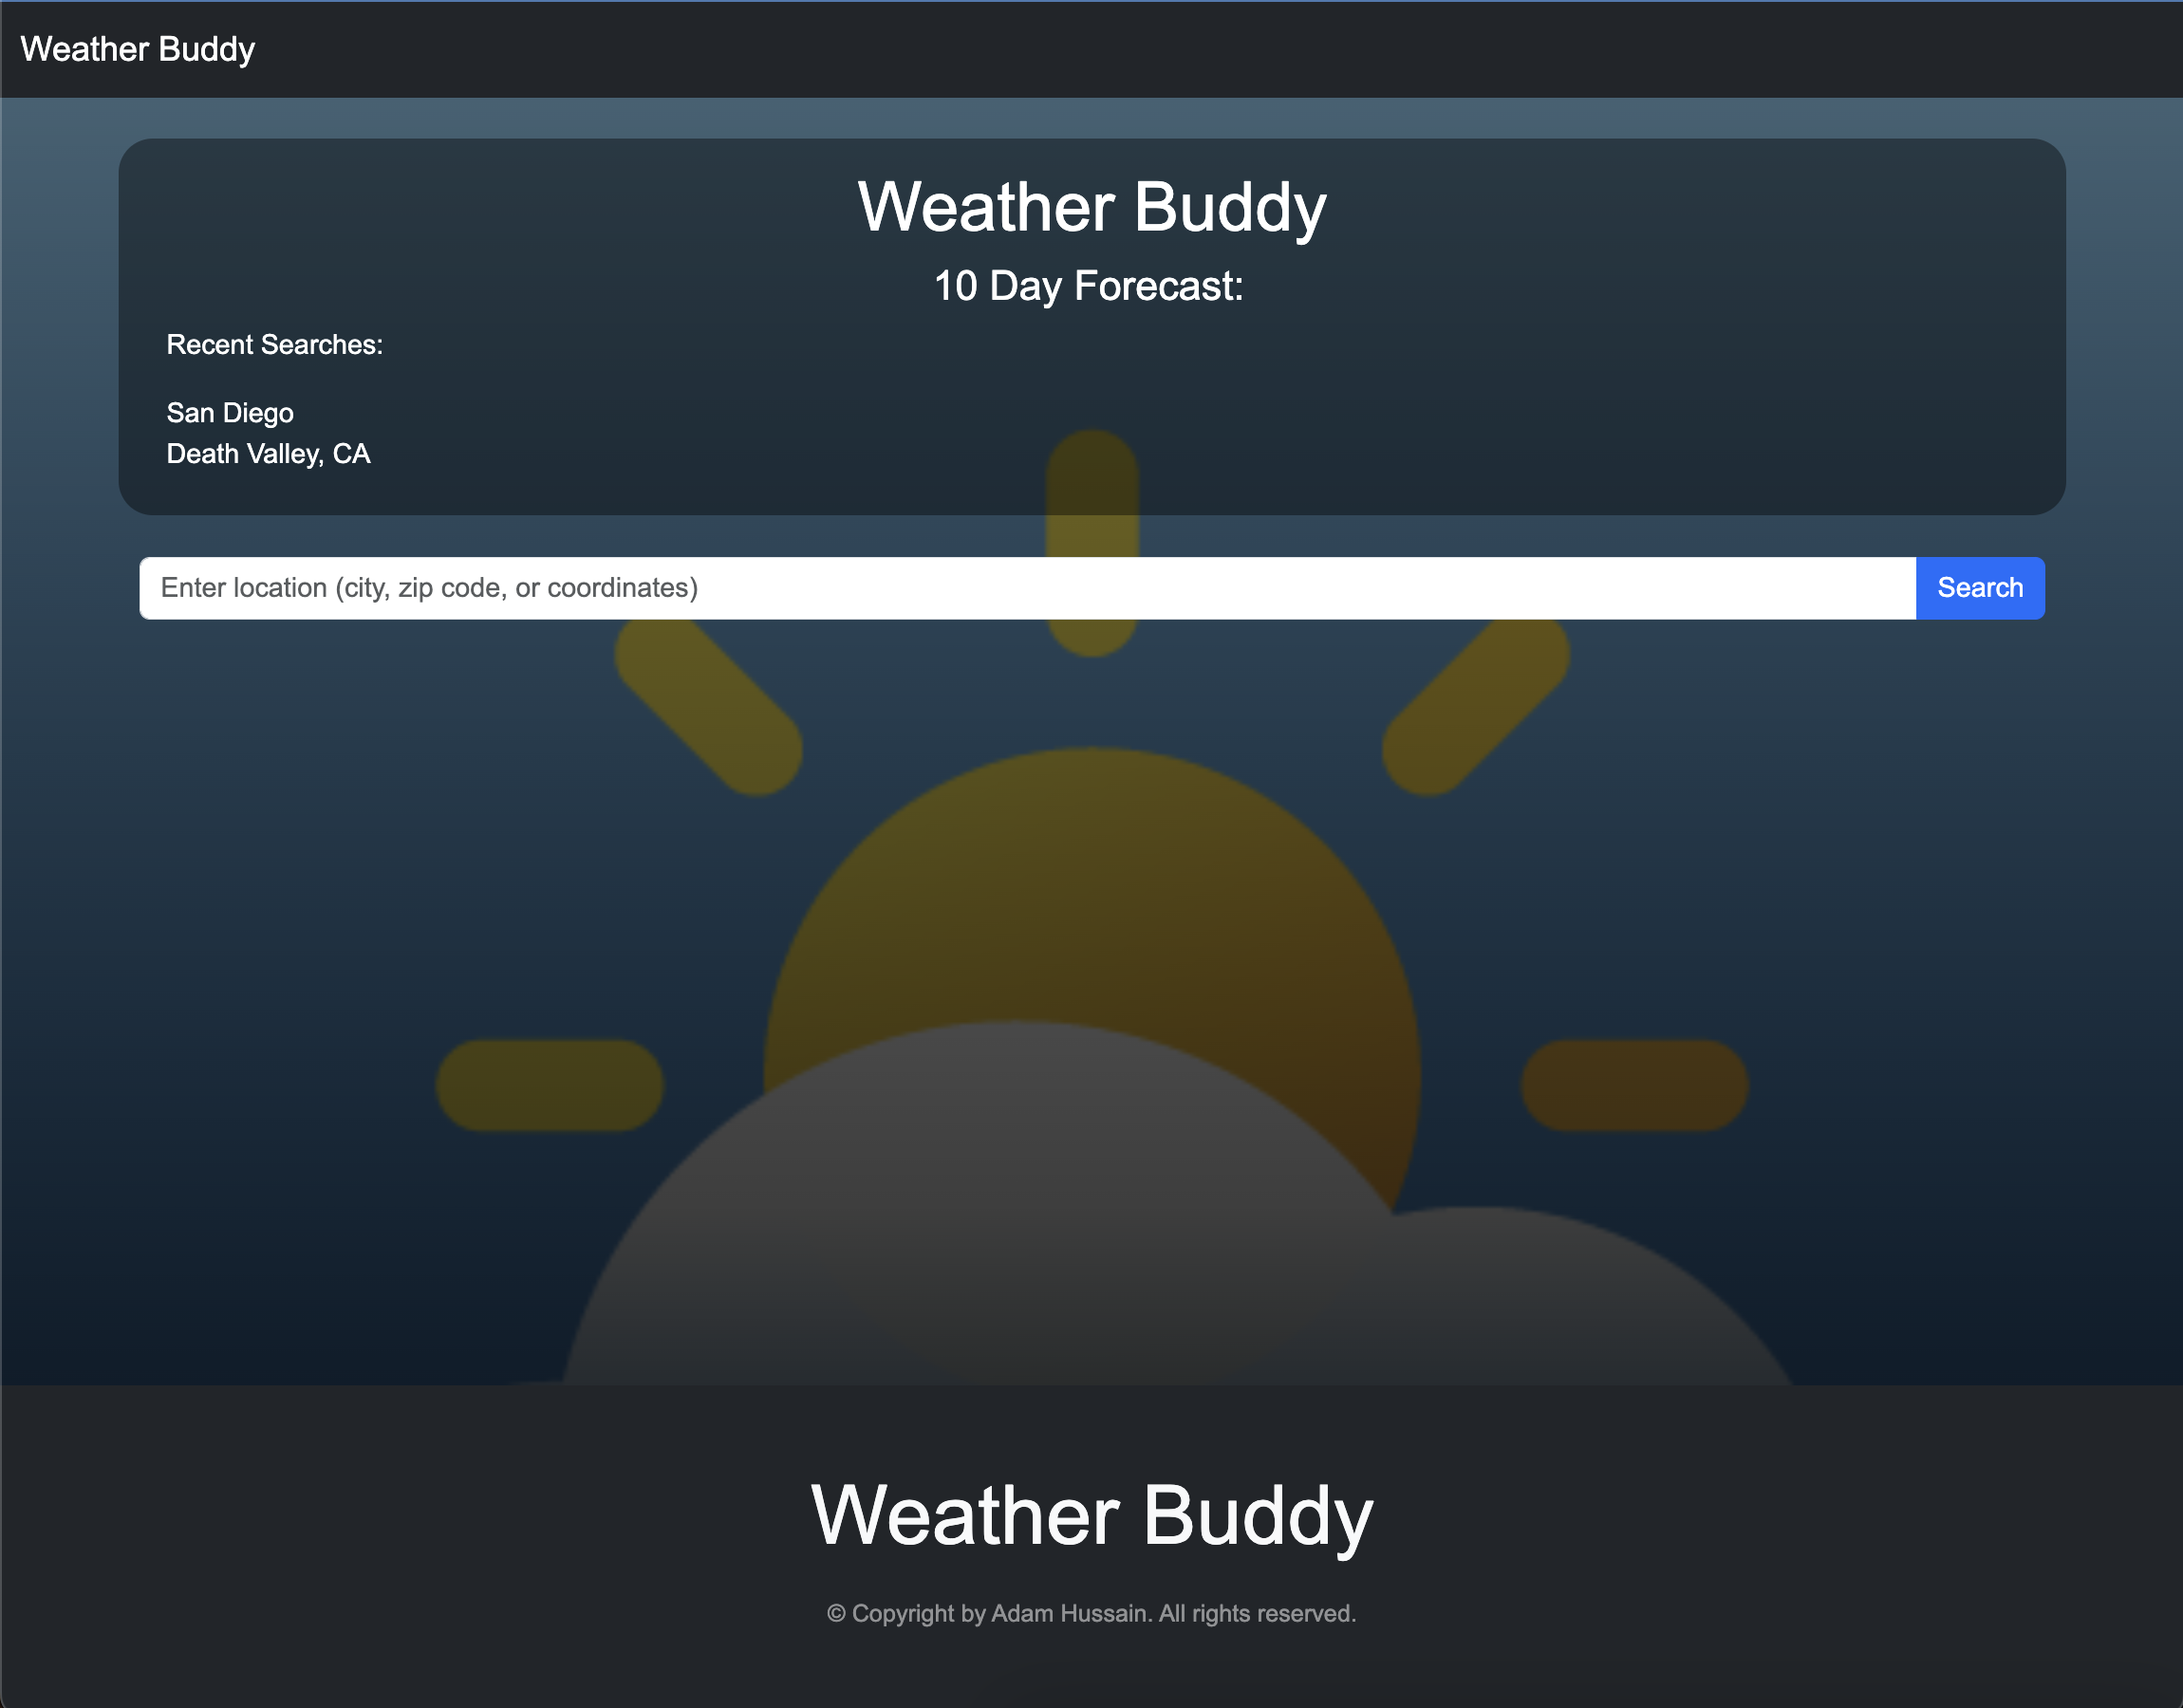 Weather Buddy
Weather Buddy
10 Day Forecast:
Recent Searches:
San Diego
Death Valley, CA
Enter location (city, zip code, or coordinates)
Search
Weather Buddy
© Copyright by Adam Hussain. All rights reserved.